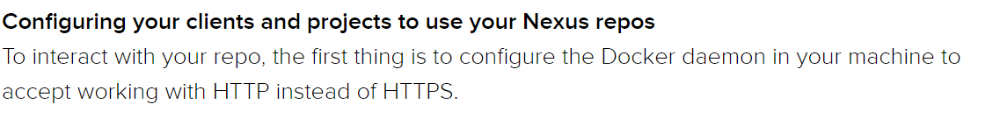 Configuring your clients and projects to use your Nexus repos
To interact with your repo, the first thing is to configure the Docker daemon in your machine to
accept working with HTTP instead of HTTPS.